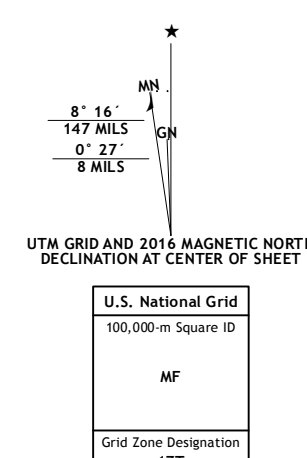 ★
MN
8° 16´
147 MILS
GN
0° 27´
8 MILS
UTM GRID AND 2016 MAGNETIC NORTH
DECLINATION AT CENTER OF SHEET
U.S. National Grid
100,000-m Square ID
MF
Grid Zone Designation